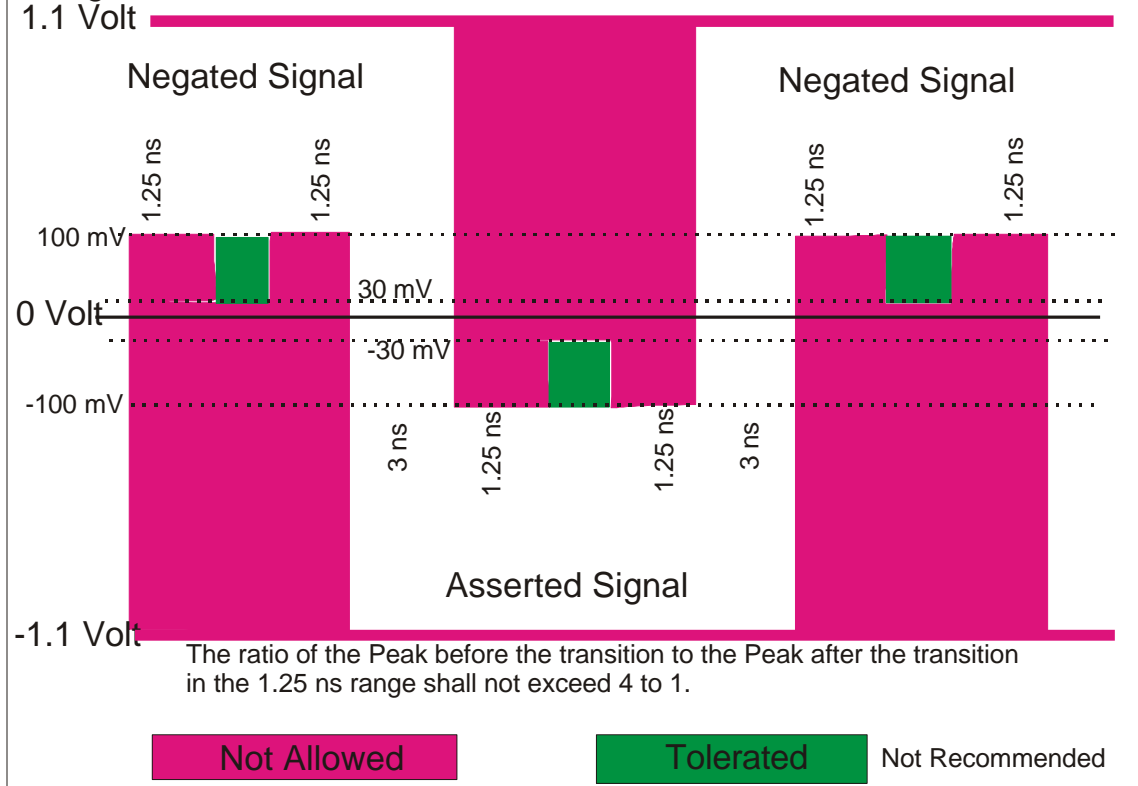 1.1 Volt
Negated Signal
Negated Signal
1.25 ns
1.25 ns
1.25 ns
1.25 ns
100 mV
30 mV
0 Volt
-30 mV
-100 mV
3 ns
1.25 ns
1.25 ns
3 ns
Asserted Signal
-1.1 Volt
The ratio of the Peak before the transition to the Peak after the transition
in the 1.25 ns range shall not exceed 4 to 1.
Not Allowed
Tolerated
Not Recommended